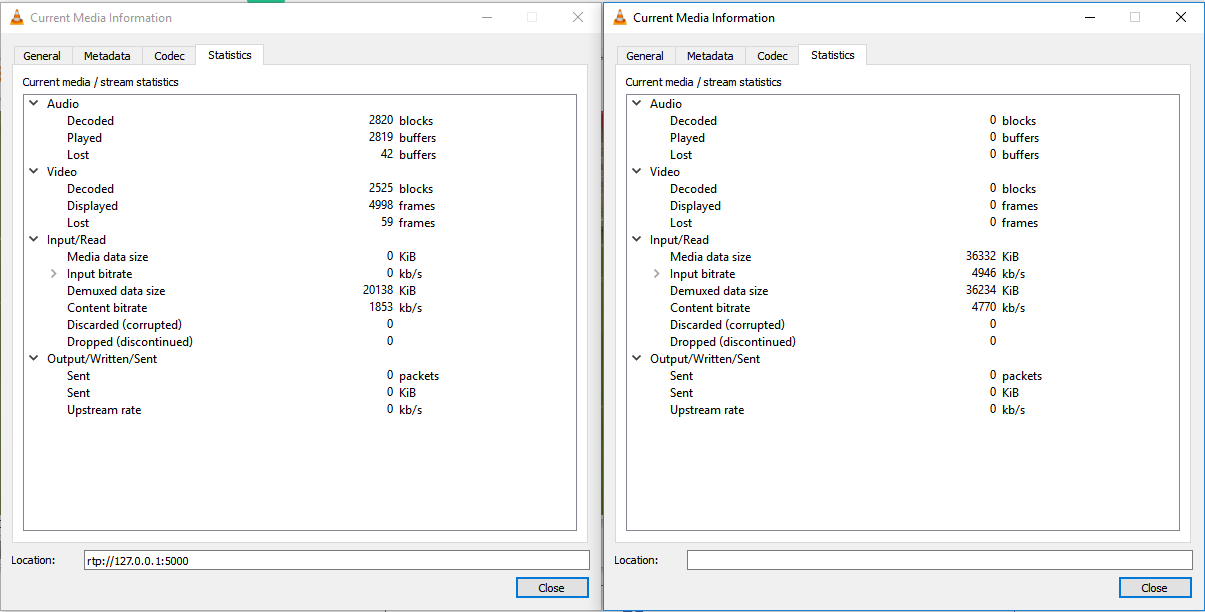 Current Media Information
General Metadata Codec Statistics
Current media / stream statistics
Audio
Decoded 2820 blocks
Played 2819 buffers
Lost 42 buffers
Video
Decoded 2525 blocks
Displayed 4998 frames
Lost 59 frames
Input/Read
Media data size 0 KiB
Input bitrate 0 kb/s
Demuxed data size 20138 KiB
Content bitrate 1853 kb/s
Discarded (corrupted) 0
Dropped (discontinued) 0
Output/Written/Sent
Sent 0 packets
Sent 0 KiB
Upstream rate 0 kb/s
Location: rtp://127.0.0.1:5000
Close
Current Media Information
General Metadata Codec Statistics
Current media / stream statistics
Audio
Decoded 0 blocks
Played 0 buffers
Lost 0 buffers
Video
Decoded 0 blocks
Displayed 0 frames
Lost 0 frames
Input/Read
Media data size 36332 KiB
Input bitrate 4946 kb/s
Demuxed data size 36234 KiB
Content bitrate 4770 kb/s
Discarded (corrupted) 0
Dropped (discontinued) 0
Output/Written/Sent
Sent 0 packets
Sent 0 KiB
Upstream rate 0 kb/s
Location:
Close